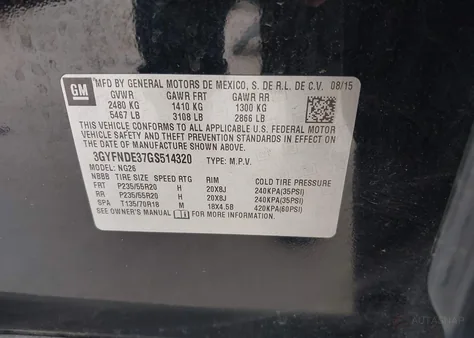 GM
MFD BY GENERAL MOTORS DE MEXICO, S. DE R.L. DE C.V. 08/15
GVWR GAWR FRT GAWR RR
2480 KG 1410 KG 1300 KG
5467 LB 3108 LB 2866 LB
THIS VEHICLE CONFORMS TO ALL APPLICABLE U.S. FEDERAL MOTOR VEHICLE
SAFETY AND THEFT PREVENTION STANDARDS IN EFFECT ON THE
DATE OF MANUFACTURE SHOWN ABOVE.
3GYFNDE37GS514320 TYPE: M.P.V.
MODEL: NG26
NBBB TIRE SIZE SPEED RTG RIM COLD TIRE PRESSURE
FRT P235/55R20 H 20X8J 240KPA(35PSI)
RR P235/55R20 H 20X8J 240KPA(35PSI)
SPA T135/70R18 M 18X4.5B 420KPA(60PSI)
SEE OWNER'S MANUAL FOR MORE INFORMATION.
AUTOSNAP